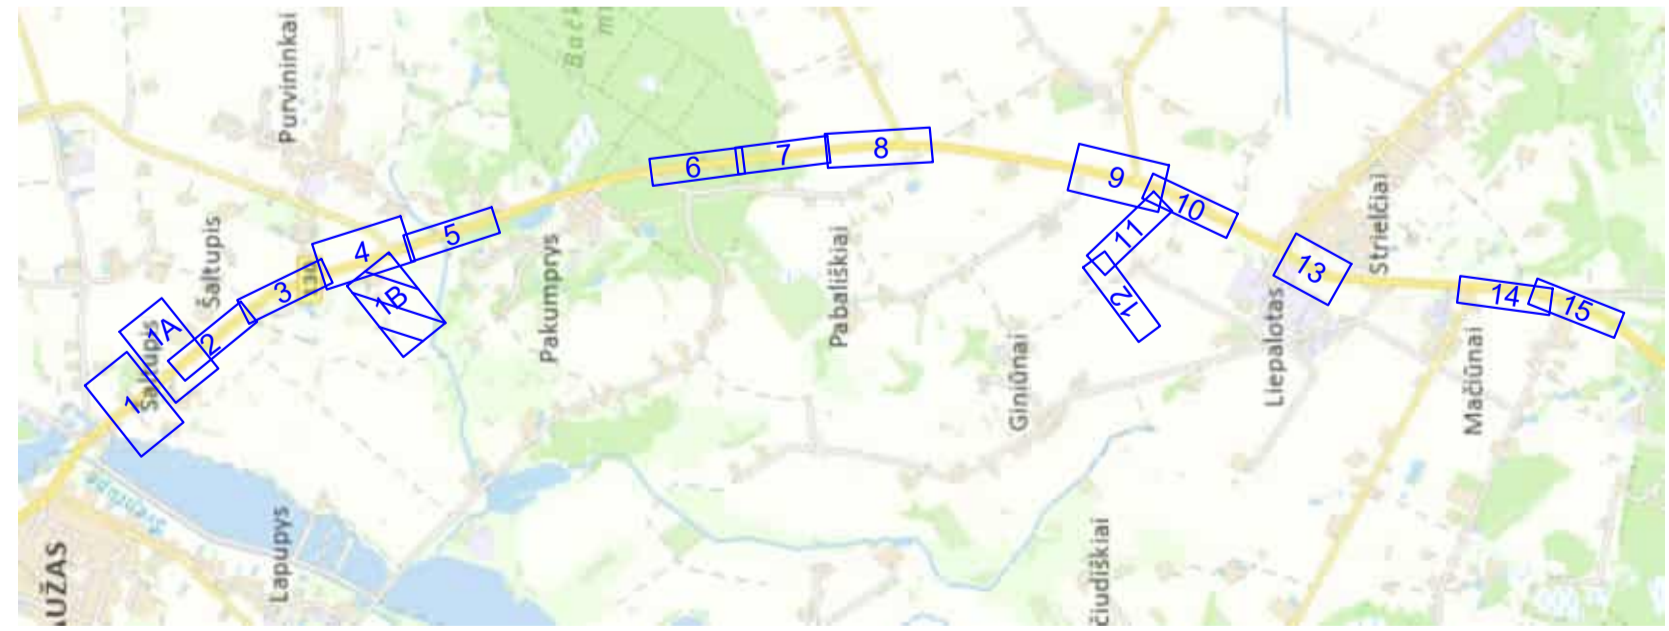 Purvininkai
Šaltupis
Šaltupis
Pakumprys
Pabališkiai
Giniūnai
Liepalotas
Strielčiai
Mačiūnai
Lapupys
čiudiškiai
AUŽAS
1
1A
2
3
4
1B
5
6
7
8
9
10
11
12
13
14
15